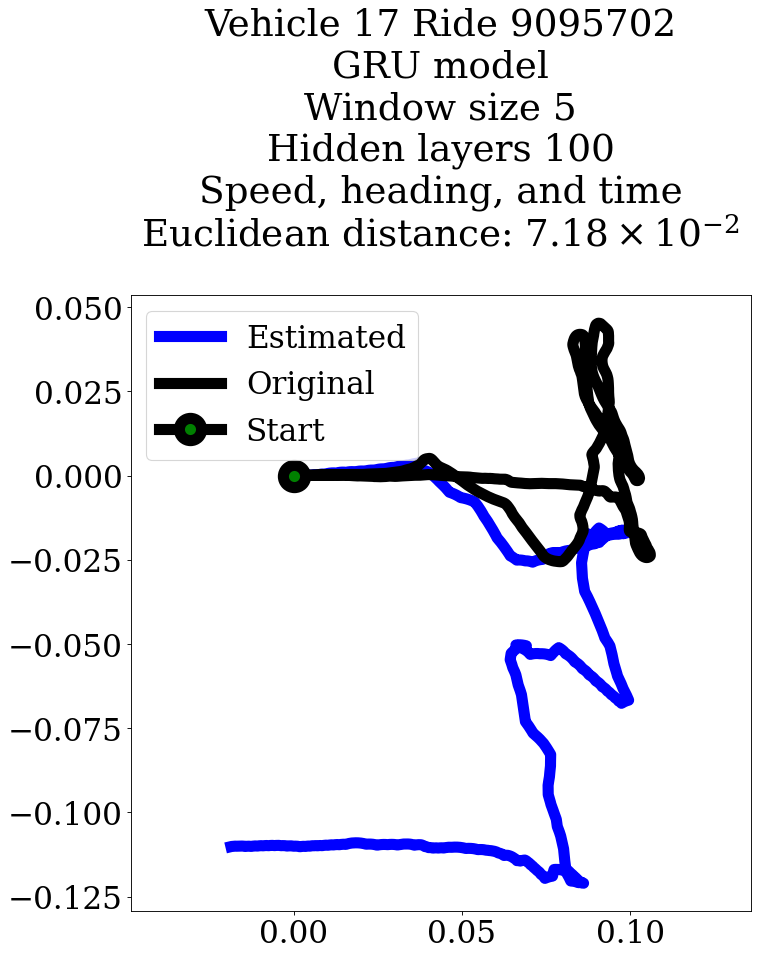 Vehicle 17 Ride 9095702
GRU model
Window size 5
Hidden layers 100
Speed, heading, and time
Euclidean distance: 7.18 × 10⁻²
0.050
Estimated
0.025
Original
Start
0.000
−0.025
−0.050
−0.075
−0.100
−0.125
0.00 0.05 0.10